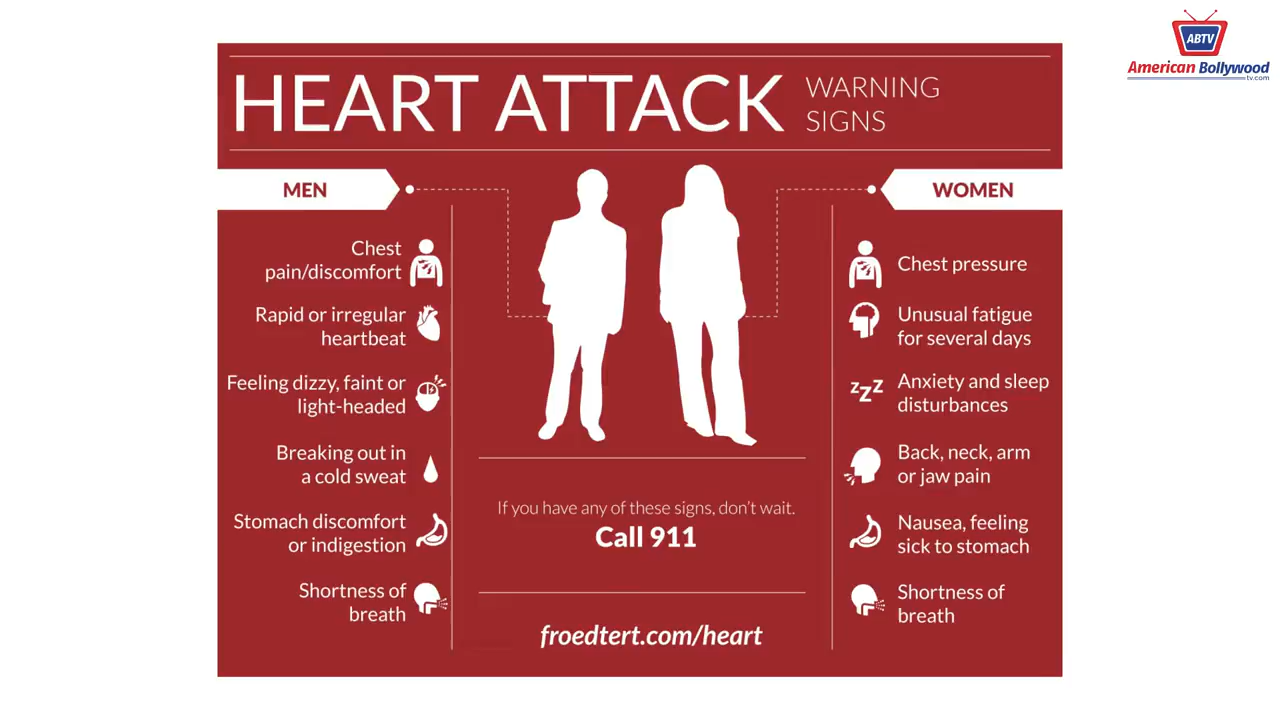 ABTV
American Bollywood
tv.com
HEART ATTACK
WARNING
SIGNS
MEN
Chest
pain/discomfort
Rapid or irregular
heartbeat
Feeling dizzy, faint or
light-headed
Breaking out in
a cold sweat
Stomach discomfort
or indigestion
Shortness of
breath
WOMEN
Chest pressure
Unusual fatigue
for several days
zzz
Anxiety and sleep
disturbances
Back, neck, arm
or jaw pain
Nausea, feeling
sick to stomach
Shortness of
breath
If you have any of these signs, don't wait.
Call 911
froedtert.com/heart